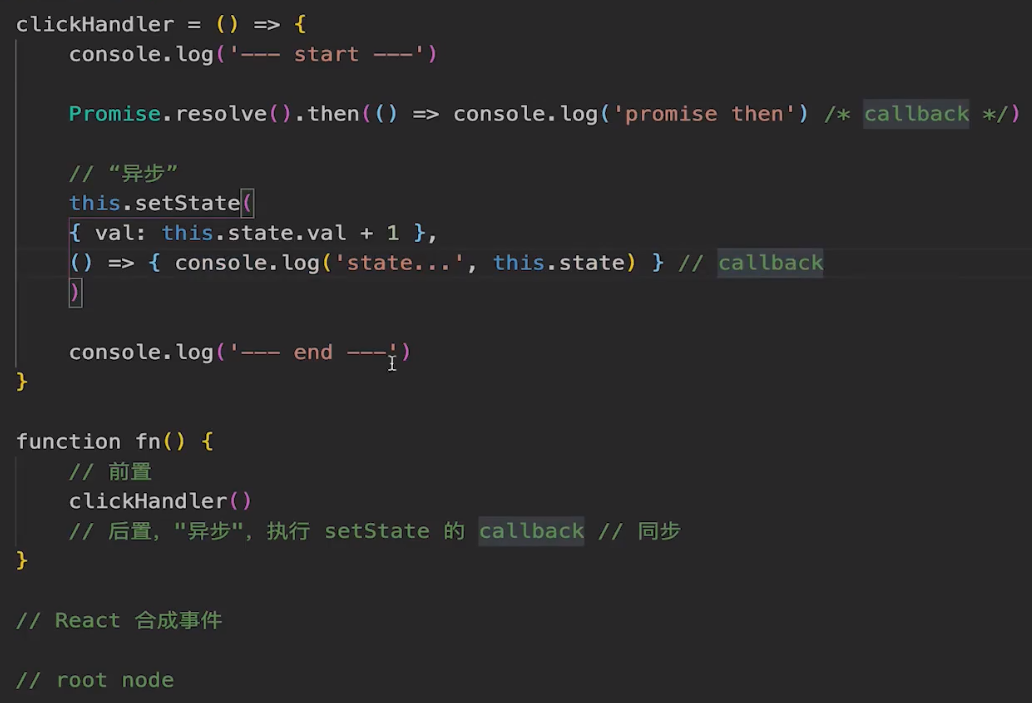 clickHandler = () => {
console.log('--- start ---')
Promise.resolve().then(() => console.log('promise then') /* callback */)
// “异步”
this.setState(
{ val: this.state.val + 1 },
() => { console.log('state...', this.state) } // callback
)
console.log('--- end ---')
}
function fn() {
// 前置
clickHandler()
// 后置，"异步"，执行 setState 的 callback // 同步
}
// React 合成事件
// root node